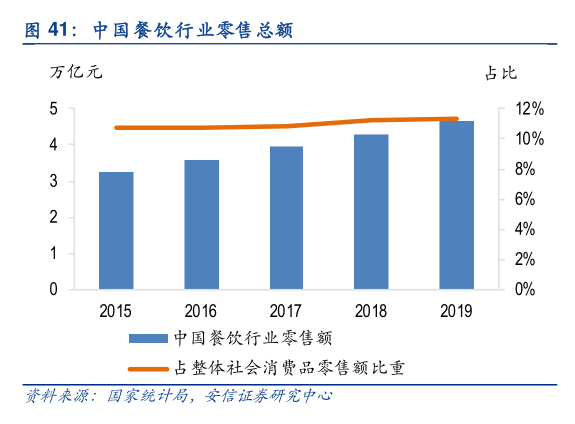 图 41：中国餐饮行业零售总额
万亿元 占比
5 12%
4 10%
3 8%
2 6%
1 4%
0 2%
0%
2015 2016 2017 2018 2019
中国餐饮行业零售额
占整体社会消费品零售额比重
资料来源：国家统计局，安信证券研究中心